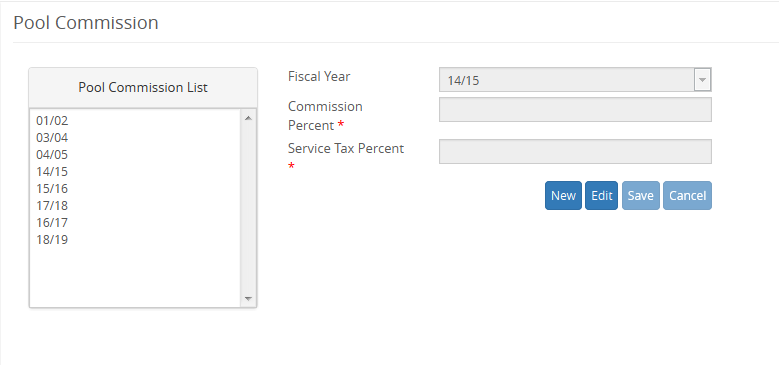 Pool Commission
Pool Commission List
01/02
03/04
04/05
14/15
15/16
17/18
16/17
18/19
Fiscal Year
14/15
Commission
Percent *
Service Tax Percent
*
New Edit Save Cancel